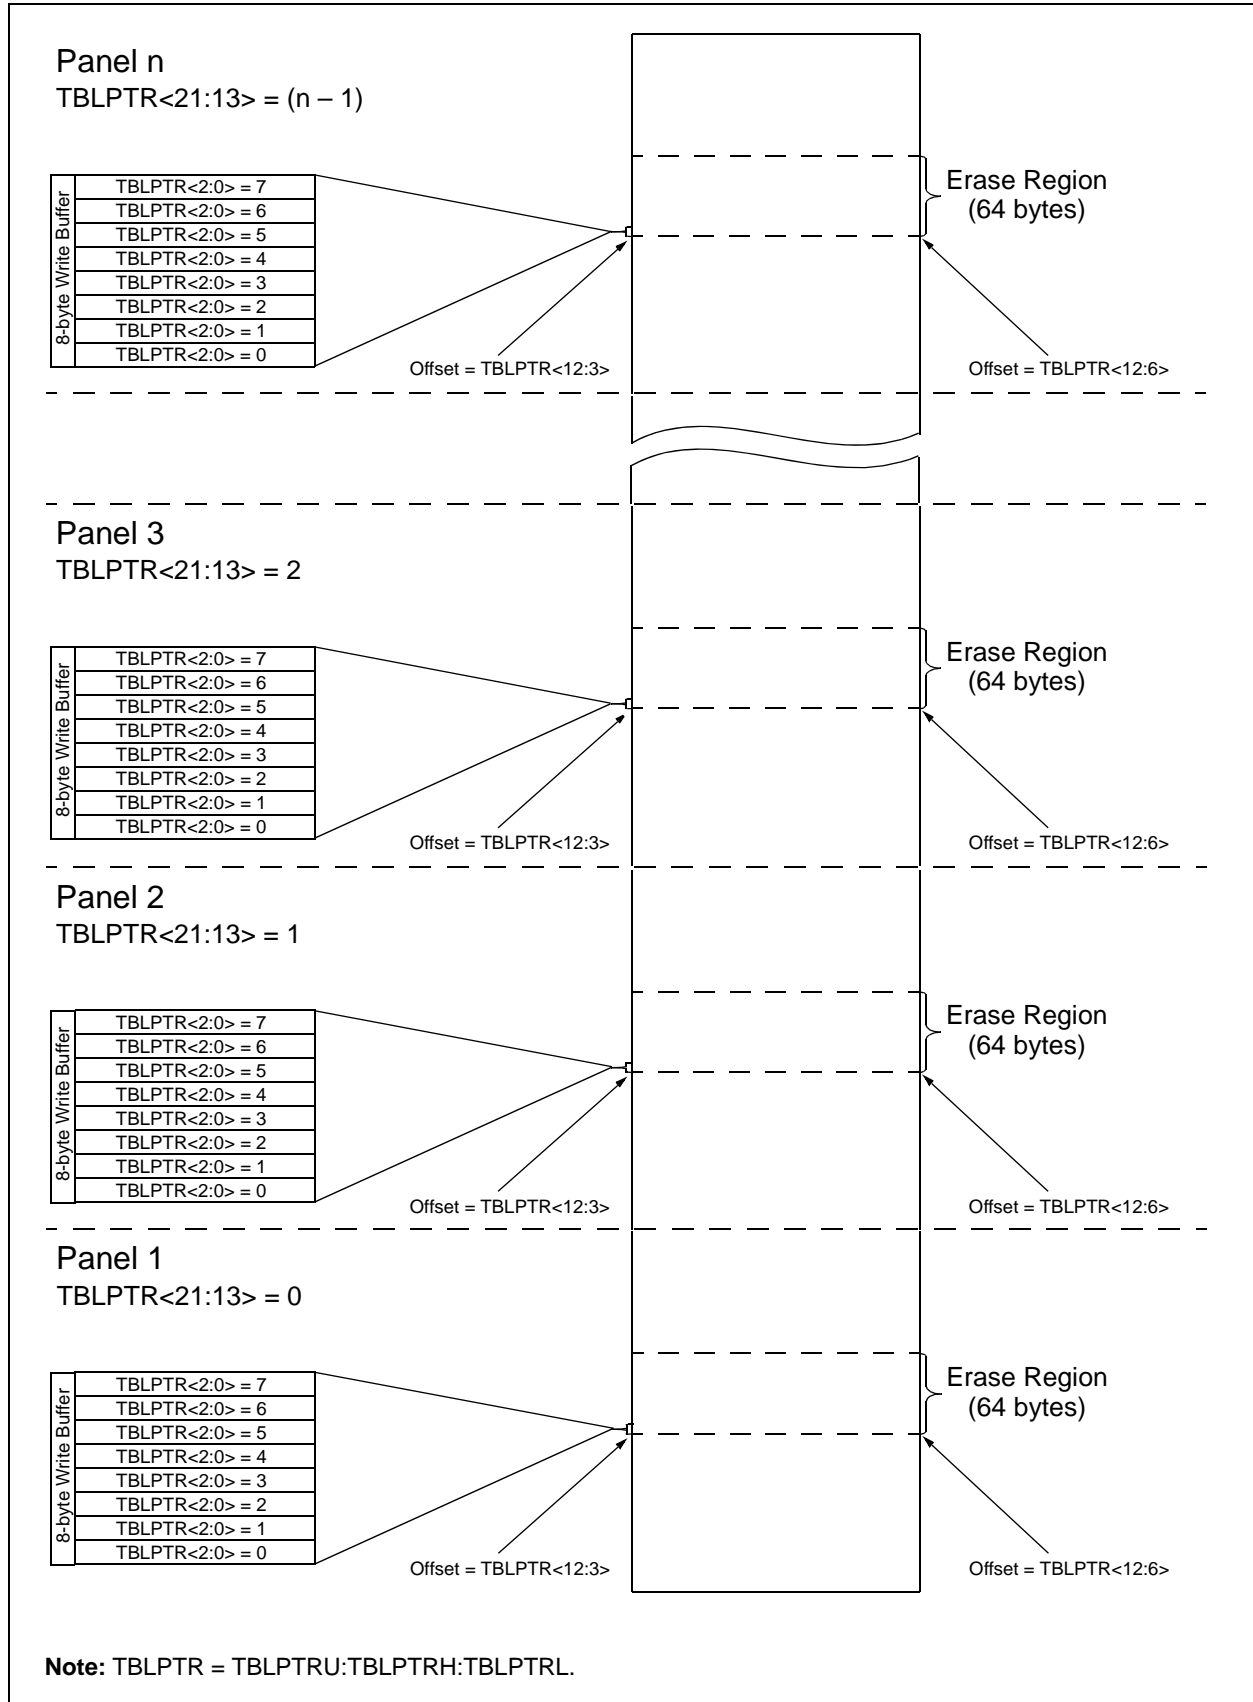 Panel n
TBLPTR<21:13> = (n – 1)
8-byte Write Buffer
TBLPTR<2:0> = 7
TBLPTR<2:0> = 6
TBLPTR<2:0> = 5
TBLPTR<2:0> = 4
TBLPTR<2:0> = 3
TBLPTR<2:0> = 2
TBLPTR<2:0> = 1
TBLPTR<2:0> = 0
Offset = TBLPTR<12:3>
Erase Region
(64 bytes)
Offset = TBLPTR<12:6>
Panel 3
TBLPTR<21:13> = 2
8-byte Write Buffer
TBLPTR<2:0> = 7
TBLPTR<2:0> = 6
TBLPTR<2:0> = 5
TBLPTR<2:0> = 4
TBLPTR<2:0> = 3
TBLPTR<2:0> = 2
TBLPTR<2:0> = 1
TBLPTR<2:0> = 0
Offset = TBLPTR<12:3>
Erase Region
(64 bytes)
Offset = TBLPTR<12:6>
Panel 2
TBLPTR<21:13> = 1
8-byte Write Buffer
TBLPTR<2:0> = 7
TBLPTR<2:0> = 6
TBLPTR<2:0> = 5
TBLPTR<2:0> = 4
TBLPTR<2:0> = 3
TBLPTR<2:0> = 2
TBLPTR<2:0> = 1
TBLPTR<2:0> = 0
Offset = TBLPTR<12:3>
Erase Region
(64 bytes)
Offset = TBLPTR<12:6>
Panel 1
TBLPTR<21:13> = 0
8-byte Write Buffer
TBLPTR<2:0> = 7
TBLPTR<2:0> = 6
TBLPTR<2:0> = 5
TBLPTR<2:0> = 4
TBLPTR<2:0> = 3
TBLPTR<2:0> = 2
TBLPTR<2:0> = 1
TBLPTR<2:0> = 0
Offset = TBLPTR<12:3>
Erase Region
(64 bytes)
Offset = TBLPTR<12:6>
Note: TBLPTR = TBLPTRU:TBLPTRH:TBLPTRL.